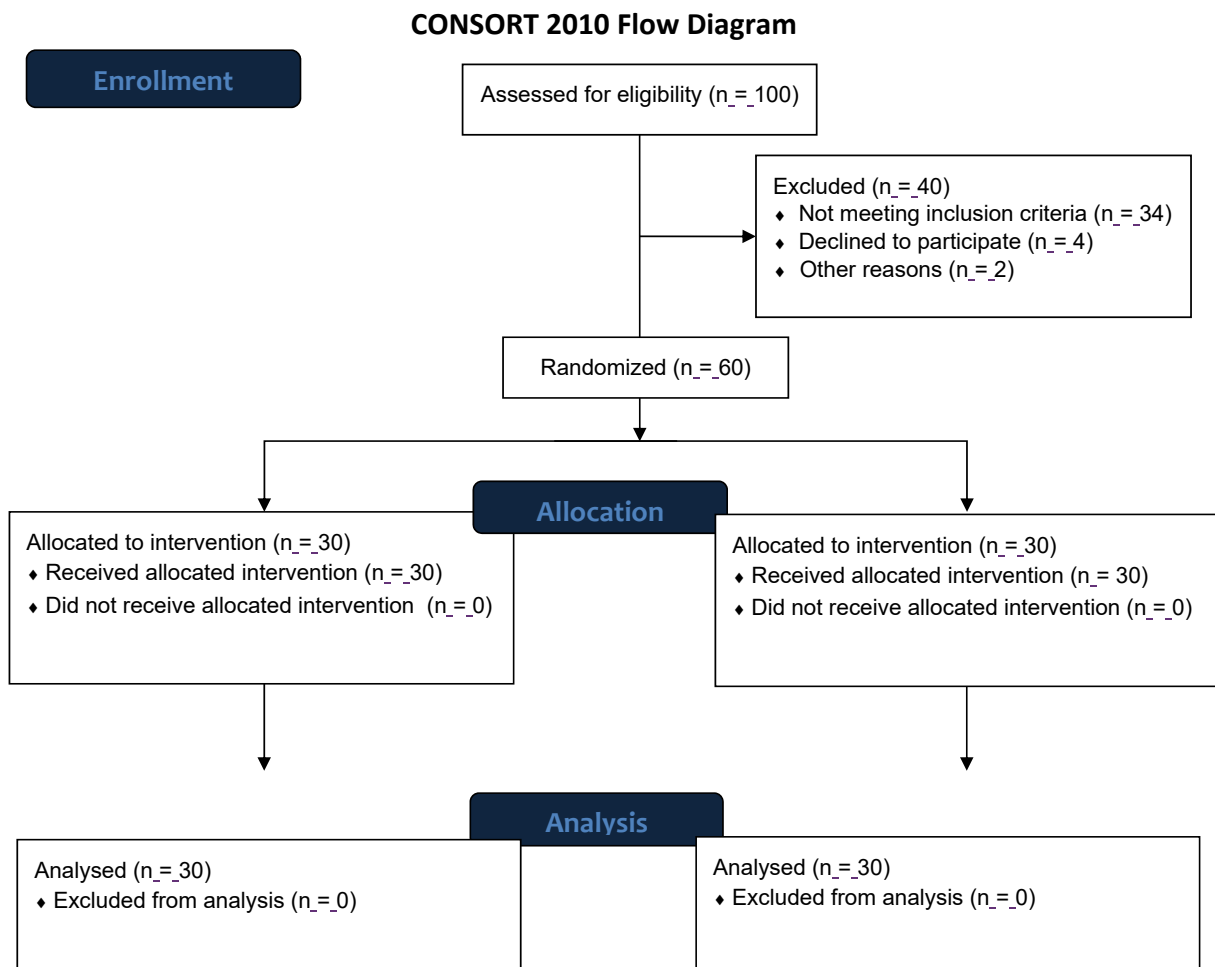 CONSORT 2010 Flow Diagram
Enrollment
Assessed for eligibility (n = 100)
Excluded (n = 40)
♦ Not meeting inclusion criteria (n = 34)
♦ Declined to participate (n = 4)
♦ Other reasons (n = 2)
Randomized (n = 60)
Allocation
Allocated to intervention (n = 30)
♦ Received allocated intervention (n = 30)
♦ Did not receive allocated intervention (n = 0)
Allocated to intervention (n = 30)
♦ Received allocated intervention (n = 30)
♦ Did not receive allocated intervention (n = 0)
Analysis
Analysed (n = 30)
♦ Excluded from analysis (n = 0)
Analysed (n = 30)
♦ Excluded from analysis (n = 0)